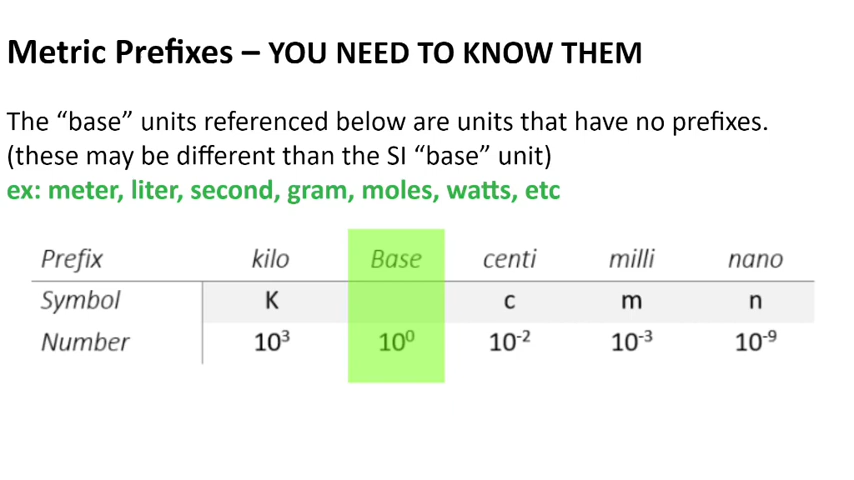 Metric Prefixes – YOU NEED TO KNOW THEM
The “base” units referenced below are units that have no prefixes.
(these may be different than the SI “base” unit)
ex: meter, liter, second, gram, moles, watts, etc
Prefix kilo Base centi milli nano
Symbol K c m n
Number 10³ 10⁰ 10⁻² 10⁻³ 10⁻⁹